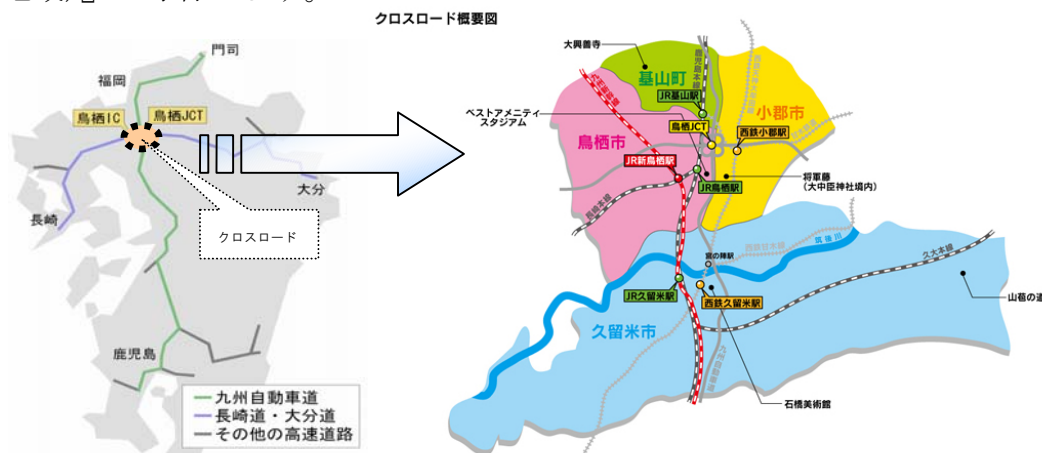 クロスロード概要図
門司
福岡
鳥栖IC
鳥栖JCT
大分
長崎
クロスロード
鹿児島
九州自動車道
長崎道・大分道
その他の高速道路
大興善寺
基山町
鹿児島本線
JR基山駅
小郡市
ベストアメニティ
スタジアム
鳥栖JCT
西鉄小郡駅
鳥栖市
JR新鳥栖駅
JR鳥栖駅
将軍藤
(大中臣神社境内)
長崎本線
筑後川
宮の陣駅
久大本線
JR久留米駅
西鉄久留米駅
山苞の道
久留米市
石橋美術館